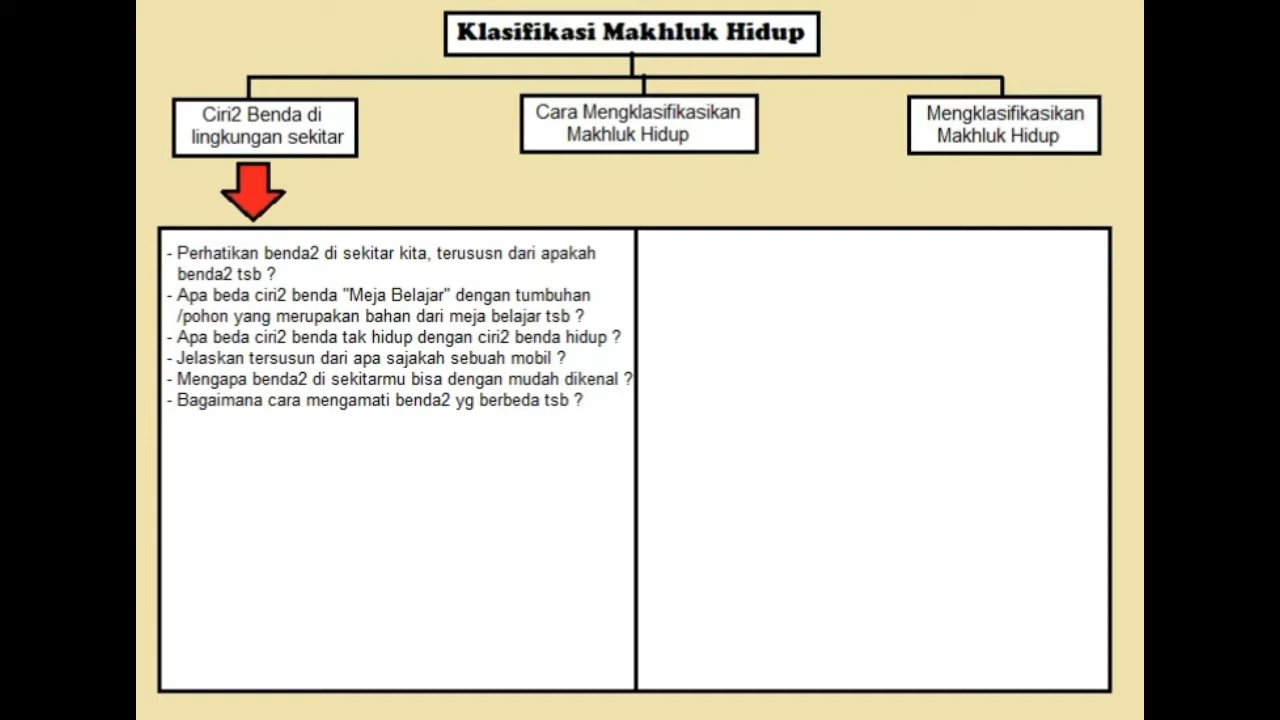 Klasifikasi Makhluk Hidup
Ciri2 Benda di
lingkungan sekitar
Cara Mengklasifikasikan
Makhluk Hidup
Mengklasifikasikan
Makhluk Hidup
- Perhatikan benda2 di sekitar kita, terususn dari apakah
benda2 tsb ?
- Apa beda ciri2 benda "Meja Belajar" dengan tumbuhan
/pohon yang merupakan bahan dari meja belajar tsb ?
- Apa beda ciri2 benda tak hidup dengan ciri2 benda hidup ?
- Jelaskan tersusun dari apa sajakah sebuah mobil ?
- Mengapa benda2 di sekitarmu bisa dengan mudah dikenal ?
- Bagaimana cara mengamati benda2 yg berbeda tsb ?